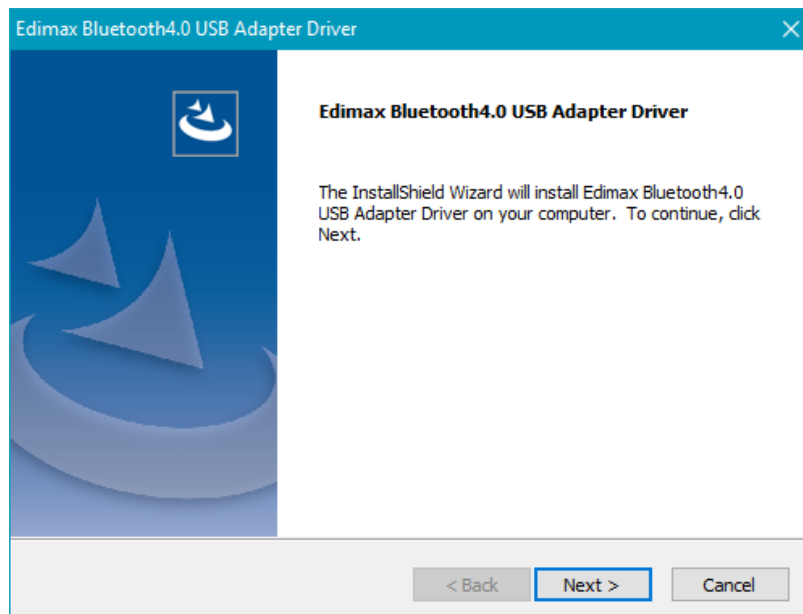 Edimax Bluetooth4.0 USB Adapter Driver
Edimax Bluetooth4.0 USB Adapter Driver
The InstallShield Wizard will install Edimax Bluetooth4.0
USB Adapter Driver on your computer.  To continue, click
Next.
< Back
Next >
Cancel